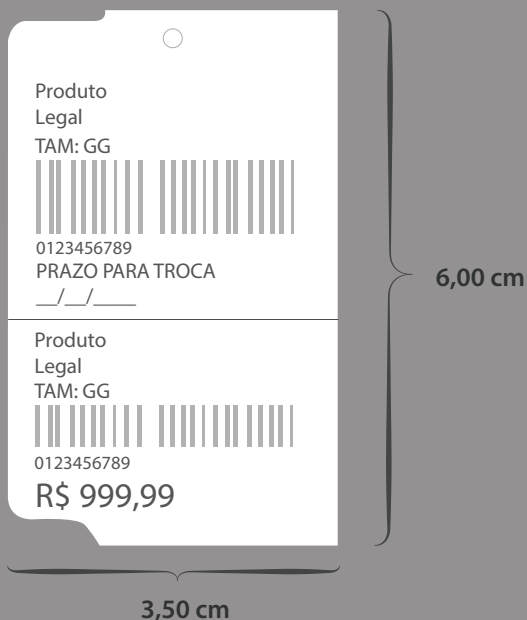 Produto
Legal
TAM: GG
0123456789
PRAZO PARA TROCA
__/__/____
Produto
Legal
TAM: GG
0123456789
R$ 999,99
6,00 cm
3,50 cm